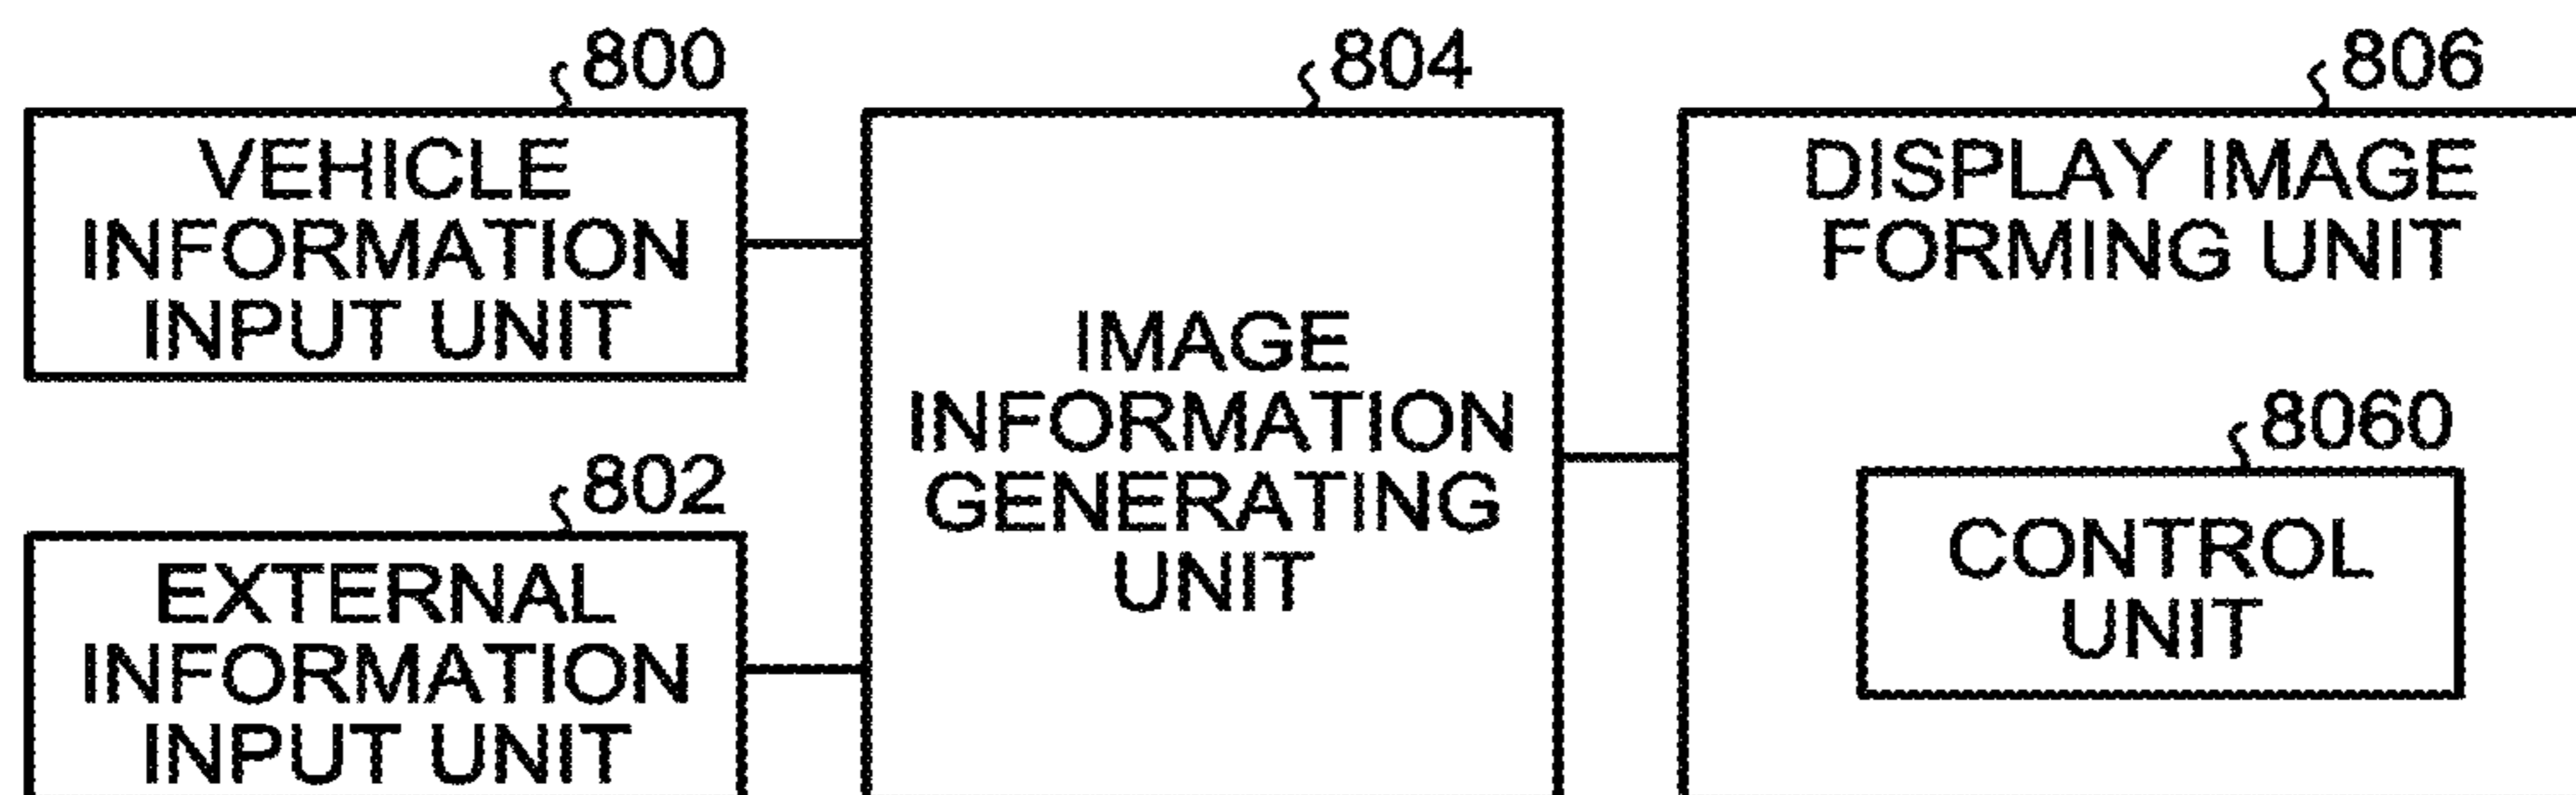 800
VEHICLE
INFORMATION
INPUT UNIT
802
EXTERNAL
INFORMATION
INPUT UNIT
804
IMAGE
INFORMATION
GENERATING
UNIT
806
DISPLAY IMAGE
FORMING UNIT
8060
CONTROL
UNIT